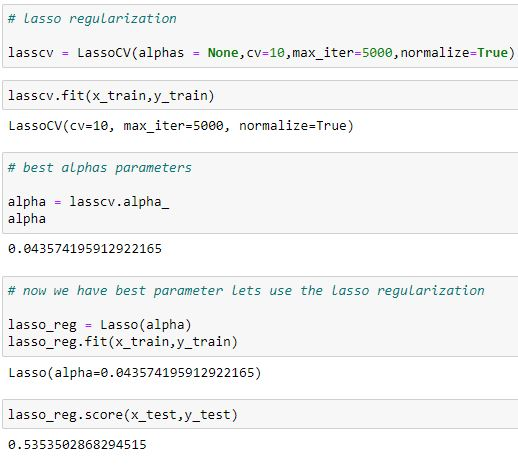 # lasso regularization
lasscv = LassoCV(alphas = None,cv=10,max_iter=5000,normalize=True)
lasscv.fit(x_train,y_train)
LassoCV(cv=10, max_iter=5000, normalize=True)
# best alphas parameters
alpha = lasscv.alpha_
alpha
0.043574195912922165
# now we have best parameter lets use the lasso regularization
lasso_reg = Lasso(alpha)
lasso_reg.fit(x_train,y_train)
Lasso(alpha=0.043574195912922165)
lasso_reg.score(x_test,y_test)
0.5353502868294515